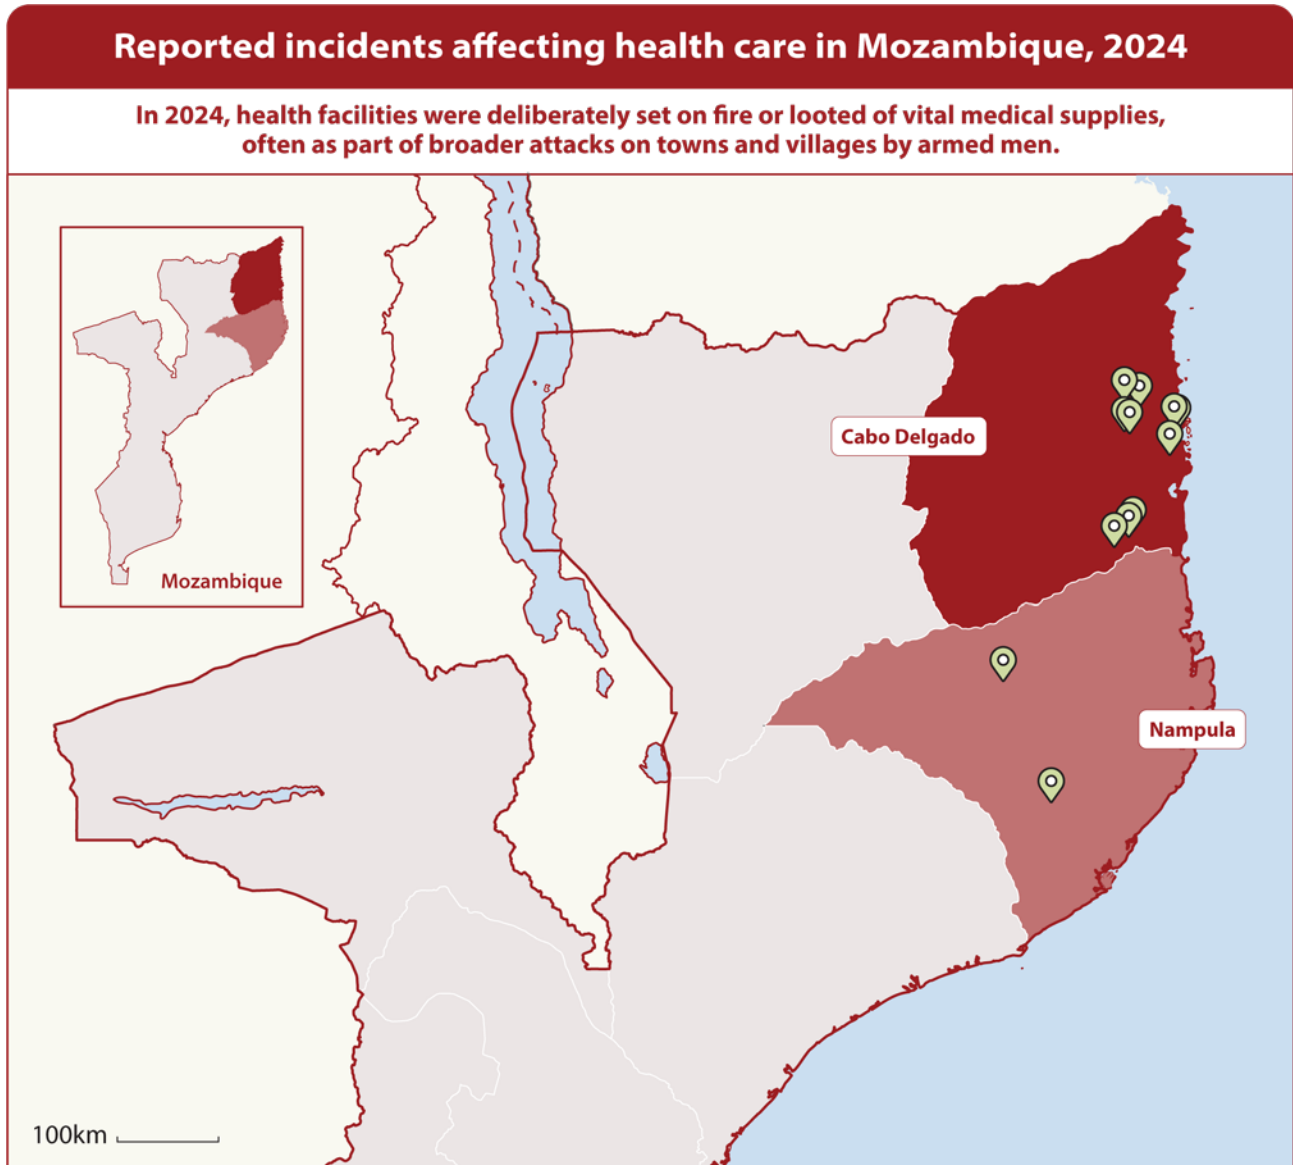 Reported incidents affecting health care in Mozambique, 2024
In 2024, health facilities were deliberately set on fire or looted of vital medical supplies,
often as part of broader attacks on towns and villages by armed men.
Cabo Delgado
Mozambique
Nampula
100km